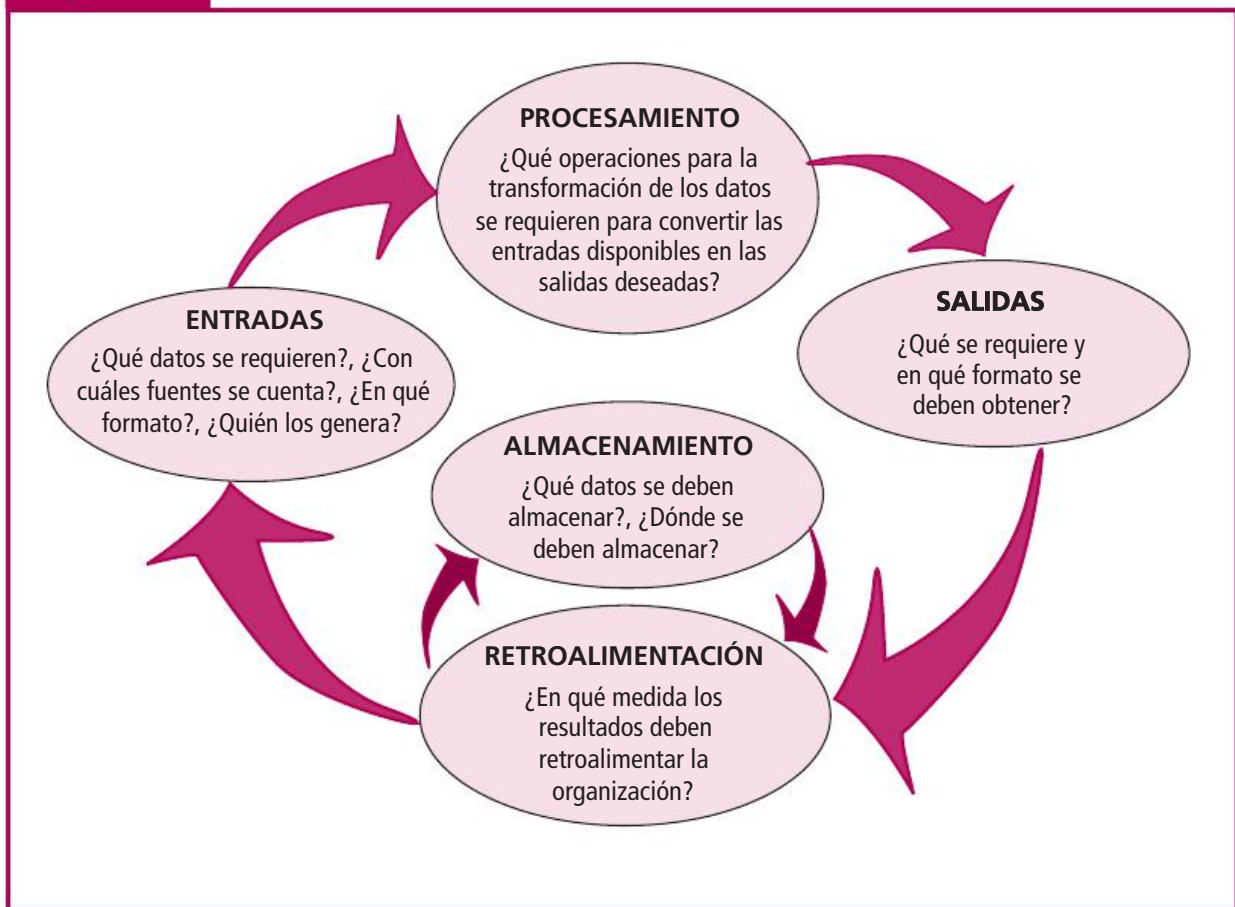 PROCESAMIENTO
¿Qué operaciones para la
transformación de los datos
se requieren para convertir las
entradas disponibles en las
salidas deseadas?
ENTRADAS
¿Qué datos se requieren?, ¿Con
cuáles fuentes se cuenta?, ¿En qué
formato?, ¿Quién los genera?
SALIDAS
¿Qué se requiere y
en qué formato se
deben obtener?
ALMACENAMIENTO
¿Qué datos se deben
almacenar?, ¿Dónde se
deben almacenar?
RETROALIMENTACIÓN
¿En qué medida los
resultados deben
retroalimentar la
organización?